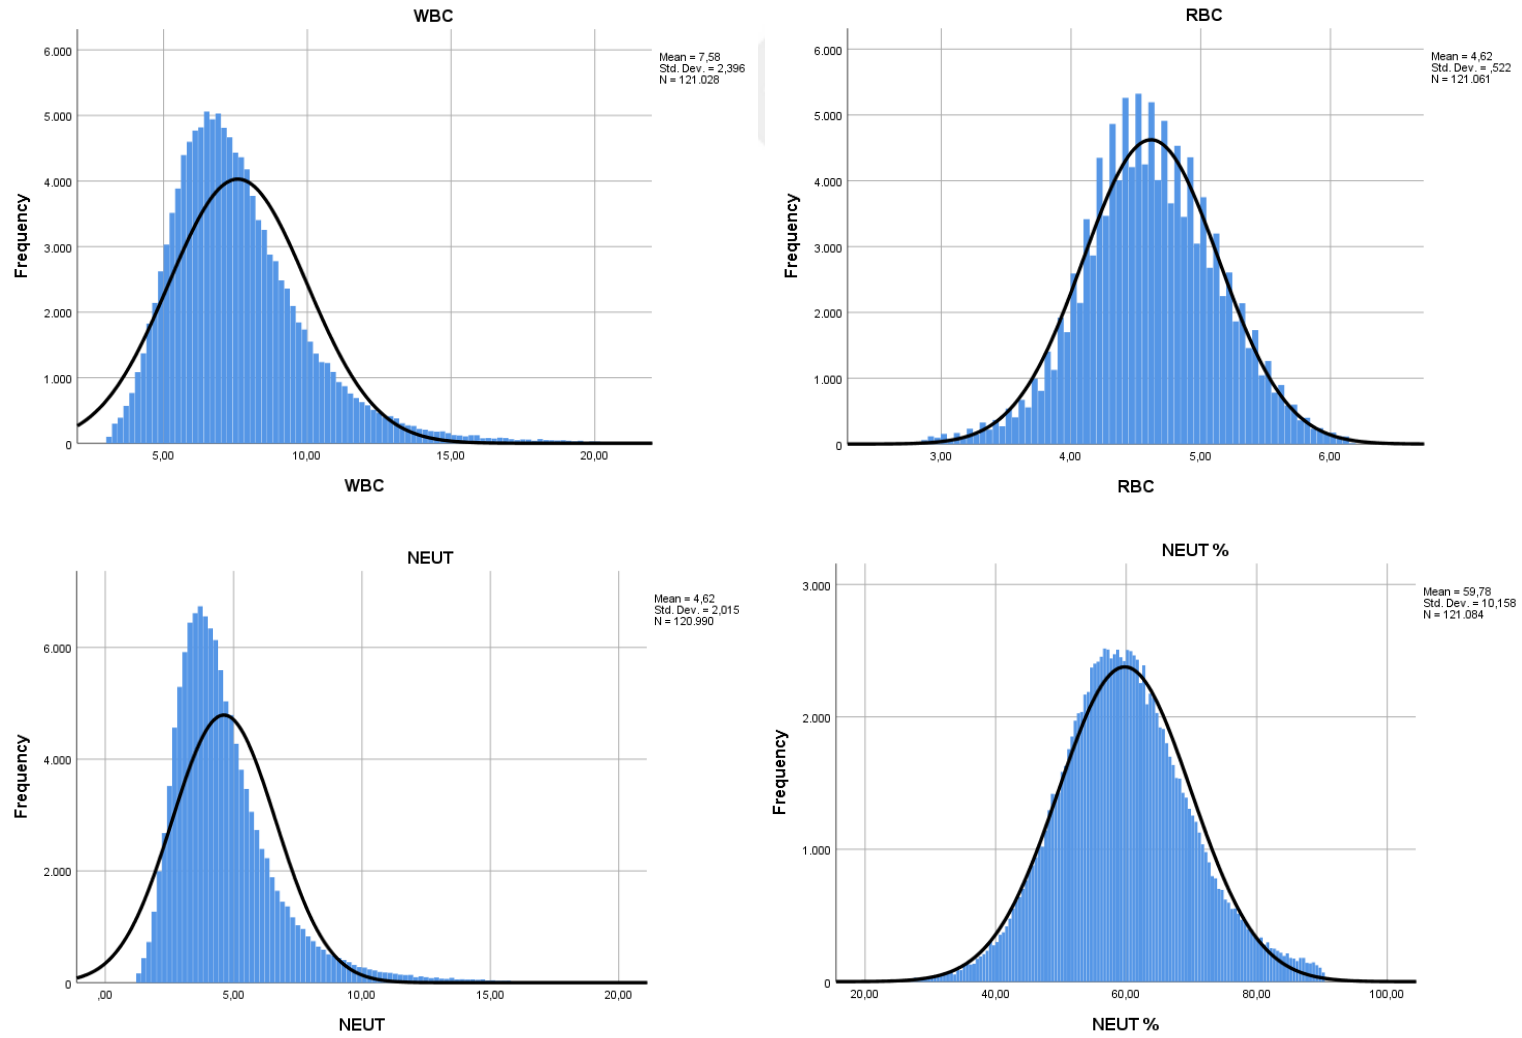 WBC
6.000
5.000
4.000
3.000
2.000
1.000
0
Frequency
5,00 10,00 15,00 20,00
WBC
Mean = 7,58
Std. Dev. = 2,396
N = 121.028
RBC
6.000
5.000
4.000
3.000
2.000
1.000
0
Frequency
3,00 4,00 5,00 6,00
RBC
Mean = 4,62
Std. Dev. = ,522
N = 121.061
NEUT
6.000
4.000
2.000
0
Frequency
,00 5,00 10,00 15,00 20,00
NEUT
Mean = 4,62
Std. Dev. = 2,015
N = 120.990
NEUT %
3.000
2.000
1.000
0
Frequency
20,00 40,00 60,00 80,00 100,00
NEUT %
Mean = 59,78
Std. Dev. = 10,158
N = 121.084